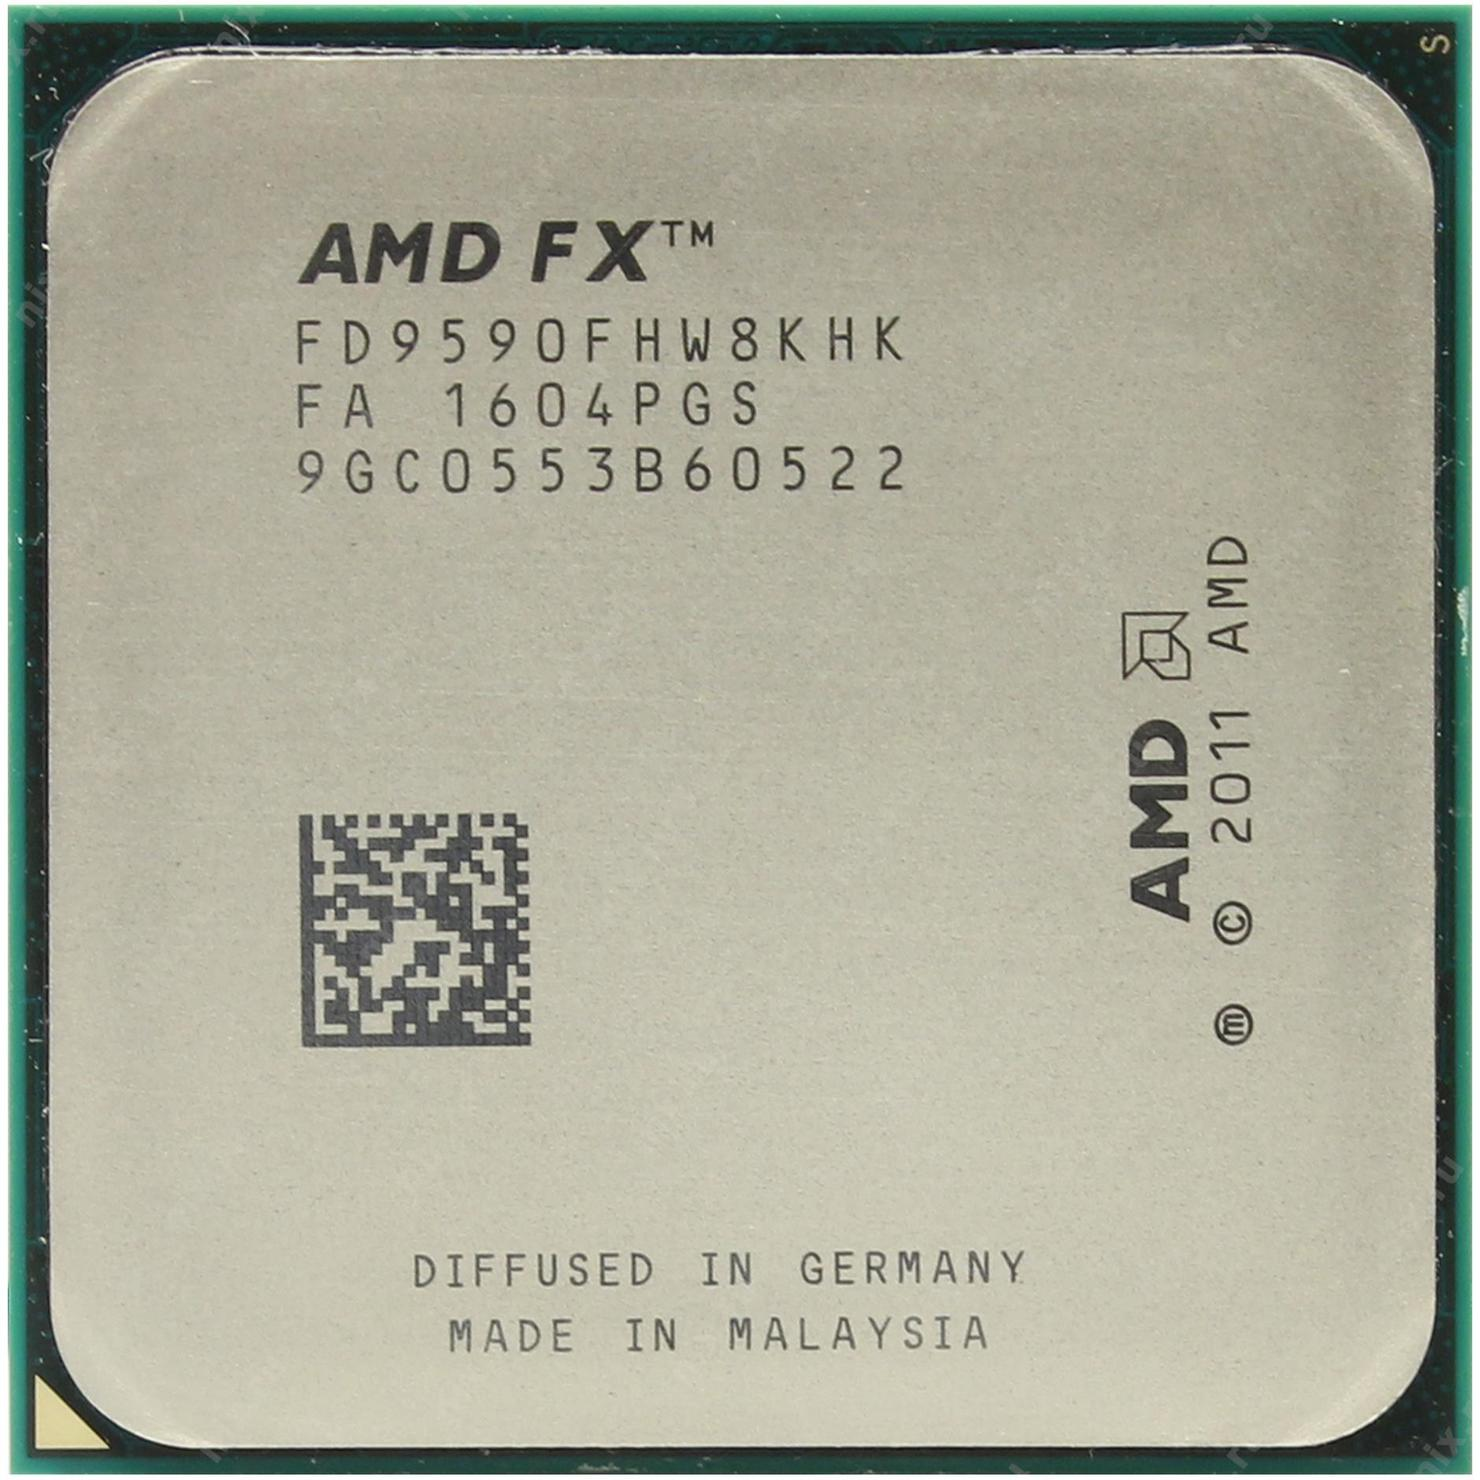 AMD FX™
FD9590FHW8KHK
FA 1604PGS
9GC0553B60522
AMD
ⓜ © 2011 AMD
DIFFUSED IN GERMANY
MADE IN MALAYSIA
S